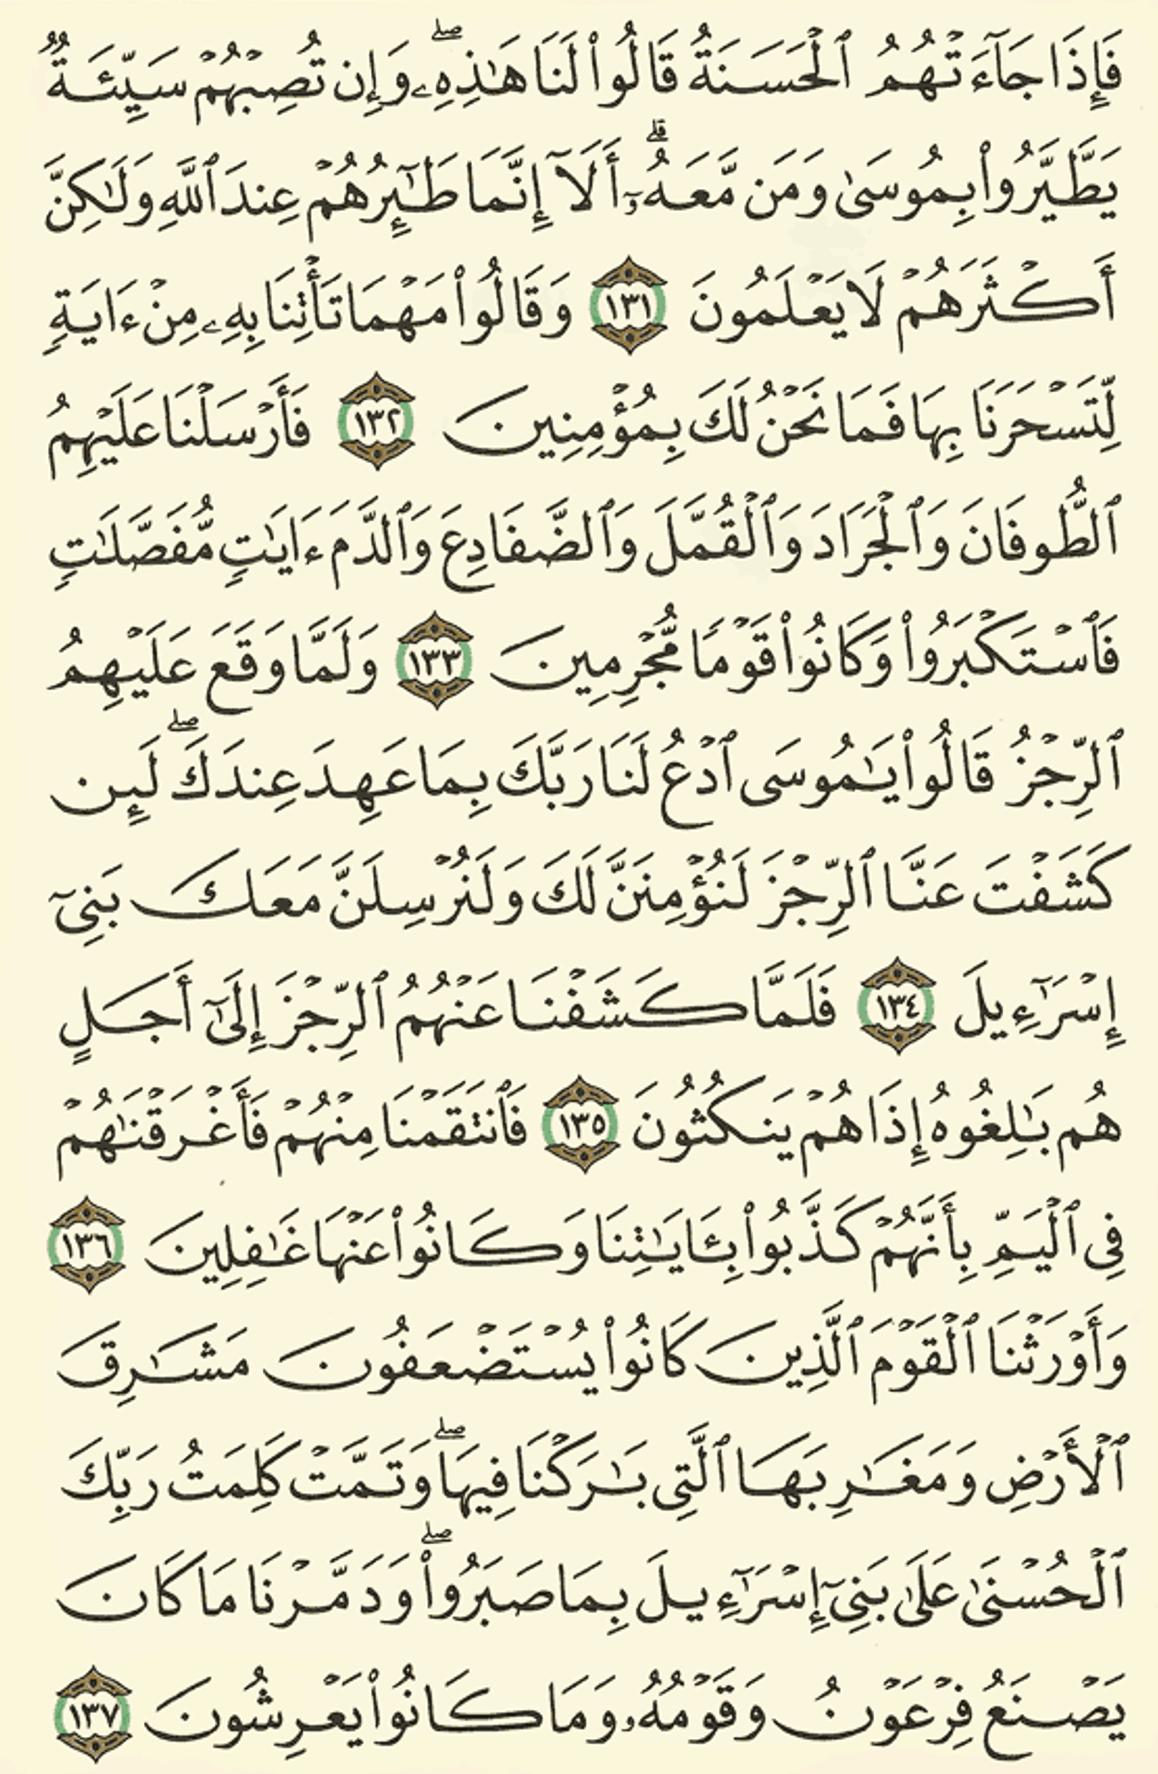 فَإِذَا جَآءَتْهُمُ ٱلْحَسَنَةُ قَالُوا۟ لَنَا هَـٰذِهِۦ ۖ وَإِن تُصِبْهُمْ سَيِّئَةٌ
يَطَّيَّرُوا۟ بِمُوسَىٰ وَمَن مَّعَهُۥٓ ۗ أَلَآ إِنَّمَا طَـٰٓئِرُهُمْ عِندَ ٱللَّهِ وَلَـٰكِنَّ
أَكْثَرَهُمْ لَا يَعْلَمُونَ ١٣١ وَقَالُوا۟ مَهْمَا تَأْتِنَا بِهِۦ مِنْ ءَايَةٍ
لِّتَسْحَرَنَا بِهَا فَمَا نَحْنُ لَكَ بِمُؤْمِنِينَ ١٣٢ فَأَرْسَلْنَا عَلَيْهِمُ
ٱلطُّوفَانَ وَٱلْجَرَادَ وَٱلْقُمَّلَ وَٱلضَّفَادِعَ وَٱلدَّمَ ءَايَـٰتٍ مُّفَصَّلَـٰتٍ
فَٱسْتَكْبَرُوا۟ وَكَانُوا۟ قَوْمًا مُّجْرِمِينَ ١٣٣ وَلَمَّا وَقَعَ عَلَيْهِمُ
ٱلرِّجْزُ قَالُوا۟ يَـٰمُوسَى ٱدْعُ لَنَا رَبَّكَ بِمَا عَهِدَ عِندَكَ ۖ لَئِن
كَشَفْتَ عَنَّا ٱلرِّجْزَ لَنُؤْمِنَنَّ لَكَ وَلَنُرْسِلَنَّ مَعَكَ بَنِىٓ
إِسْرَٰٓءِيلَ ١٣٤ فَلَمَّا كَشَفْنَا عَنْهُمُ ٱلرِّجْزَ إِلَىٰٓ أَجَلٍ
هُم بَـٰلِغُوهُ إِذَا هُمْ يَنكُثُونَ ١٣٥ فَٱنتَقَمْنَا مِنْهُمْ فَأَغْرَقْنَـٰهُمْ
فِى ٱلْيَمِّ بِأَنَّهُمْ كَذَّبُوا۟ بِـَٔايَـٰتِنَا وَكَانُوا۟ عَنْهَا غَـٰفِلِينَ ١٣٦
وَأَوْرَثْنَا ٱلْقَوْمَ ٱلَّذِينَ كَانُوا۟ يُسْتَضْعَفُونَ مَشَـٰرِقَ
ٱلْأَرْضِ وَمَغَـٰرِبَهَا ٱلَّتِى بَـٰرَكْنَا فِيهَا ۖ وَتَمَّتْ كَلِمَتُ رَبِّكَ
ٱلْحُسْنَىٰ عَلَىٰ بَنِىٓ إِسْرَٰٓءِيلَ بِمَا صَبَرُوا۟ ۖ وَدَمَّرْنَا مَا كَانَ
يَصْنَعُ فِرْعَوْنُ وَقَوْمُهُۥ وَمَا كَانُوا۟ يَعْرِشُونَ ١٣٧